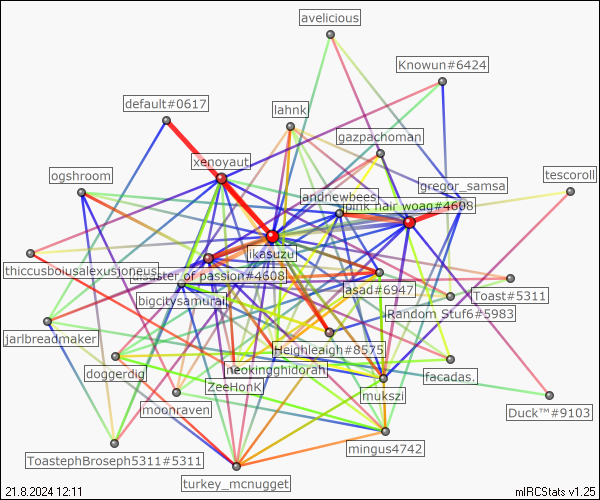 avelicious
Knowun#6424
default#0617
lahnk
gazpachoman
xenoyaut
ogshroom
gregor_samsa
tescoroll
andnewbees
pink hair woag#4608
ikasuzu
thiccusboiusalexusjoneus
disaster of passion#4608
asad#6947
Toast#5311
bigcitysamurai
Random Stuf6#5983
jarlbreadmaker
Heighleaigh#8575
neokingghidorah
facadas.
doggerdig
ZeeHonk!
mukszi
moonraven
Duck™#9103
mingus4742
ToastephBroseph5311#5311
turkey_mcnugget
21.8.2024 12:11
mIRCStats v1.25